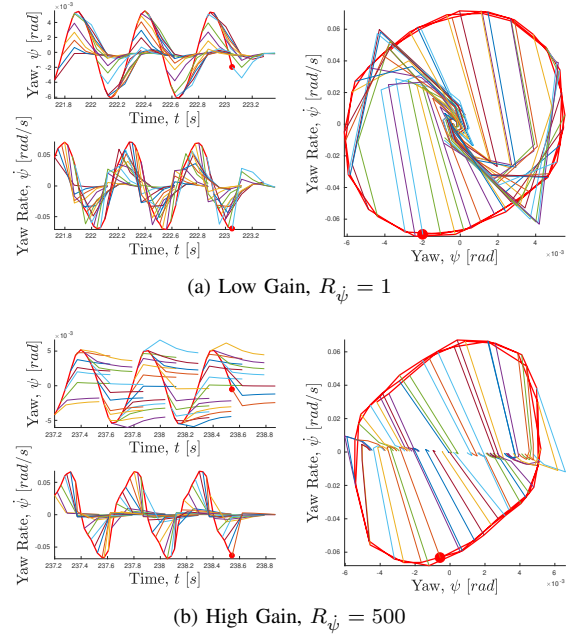 ×10⁻³
Yaw, ψ [rad]
6
4
2
0
-2
-4
-6
221.8 222 222.2 222.4 222.6 222.8 223 223.2
Time, t [s]
Yaw Rate, ψ̇ [rad/s]
0.05
0
-0.05
221.8 222 222.2 222.4 222.6 222.8 223 223.2
Time, t [s]
Yaw Rate, ψ̇ [rad/s]
0.06
0.04
0.02
0
-0.02
-0.04
-0.06
-6 -4 -2 0 2 4
×10⁻³
Yaw, ψ [rad]
(a) Low Gain, R_ψ̇ = 1
×10⁻³
Yaw, ψ [rad]
5
0
-5
237.2 237.4 237.6 237.8 238 238.2 238.4 238.6 238.8
Time, t [s]
Yaw Rate, ψ̇ [rad/s]
0.05
0
-0.05
237.2 237.4 237.6 237.8 238 238.2 238.4 238.6 238.8
Time, t [s]
Yaw Rate, ψ̇ [rad/s]
0.06
0.04
0.02
0
-0.02
-0.04
-0.06
-6 -4 -2 0 2 4 6
×10⁻³
Yaw, ψ [rad]
(b) High Gain, R_ψ̇ = 500